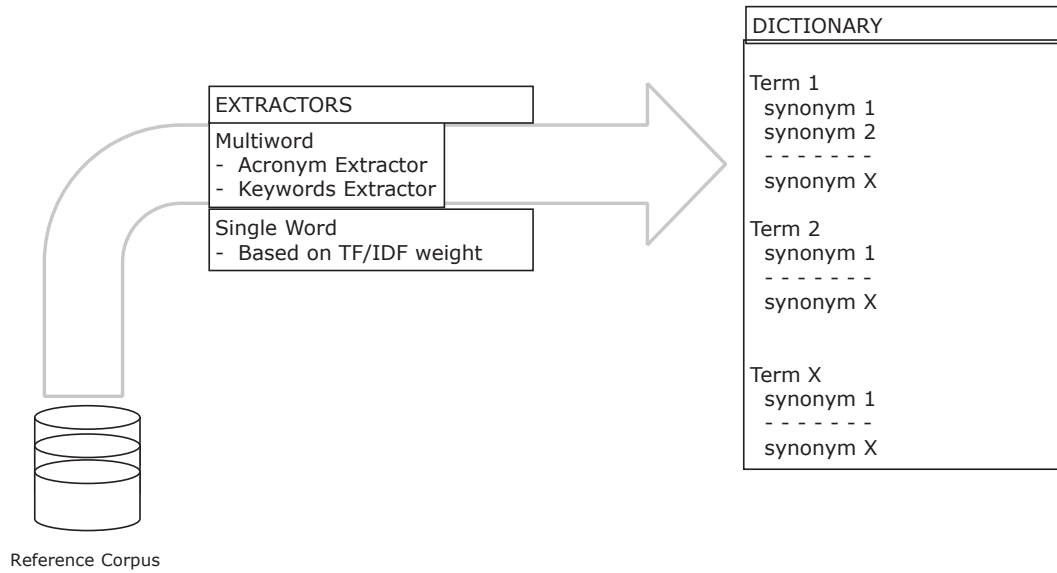 DICTIONARY
Term 1
synonym 1
synonym 2
- - - - - - -
synonym X
Term 2
synonym 1
- - - - - - -
synonym X
Term X
synonym 1
- - - - - - -
synonym X
EXTRACTORS
Multiword
- Acronym Extractor
- Keywords Extractor
Single Word
- Based on TF/IDF weight
Reference Corpus